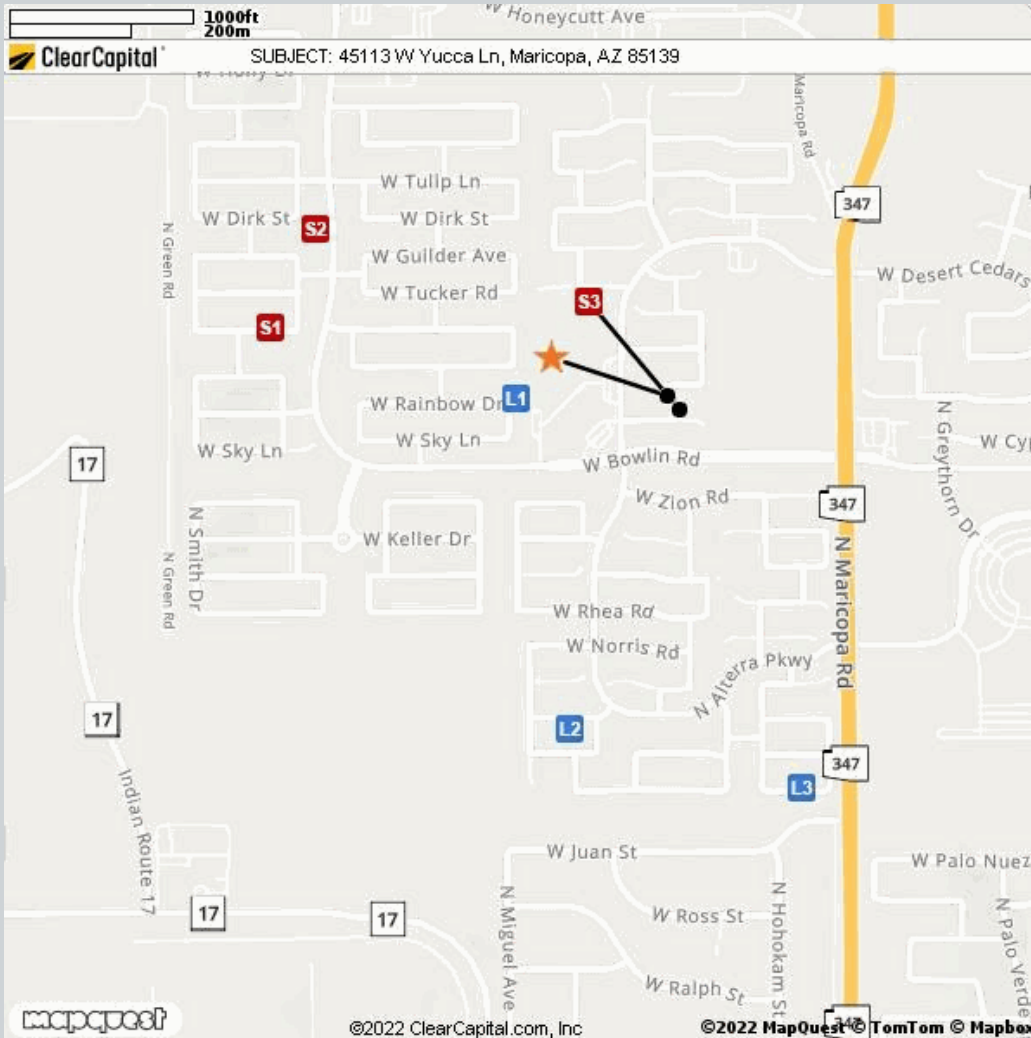 1000ft
W Honeycutt Ave
200m
ClearCapital
SUBJECT: 45113 W Yucca Ln, Maricopa, AZ 85139
Maricopa Rd
W Tulip Ln
347
W Dirk St
W Dirk St
S2
N Green Rd
W Guilder Ave
W Desert Cedars
W Tucker Rd
S3
S1
L1
W Rainbow Dr
N Greythorn Dr
W Sky Ln
W Sky Ln
17
W Bowlin Rd
W Zion Rd
347
N Smith Dr
W Keller Dr
N Green Rd
N Maricopa Rd
W Rhea Rd
W Norris Rd
N Alterra Pkwy
17
L2
347
L3
Indian Route 17
W Juan St
W Palo Nuez
N Miguel Ave
N Hohokam St
17
17
W Ross St
N Palo Verde
W Ralph St
mapquest
©2022 ClearCapital.com, Inc
©2022 MapQuest © TomTom © Mapbox